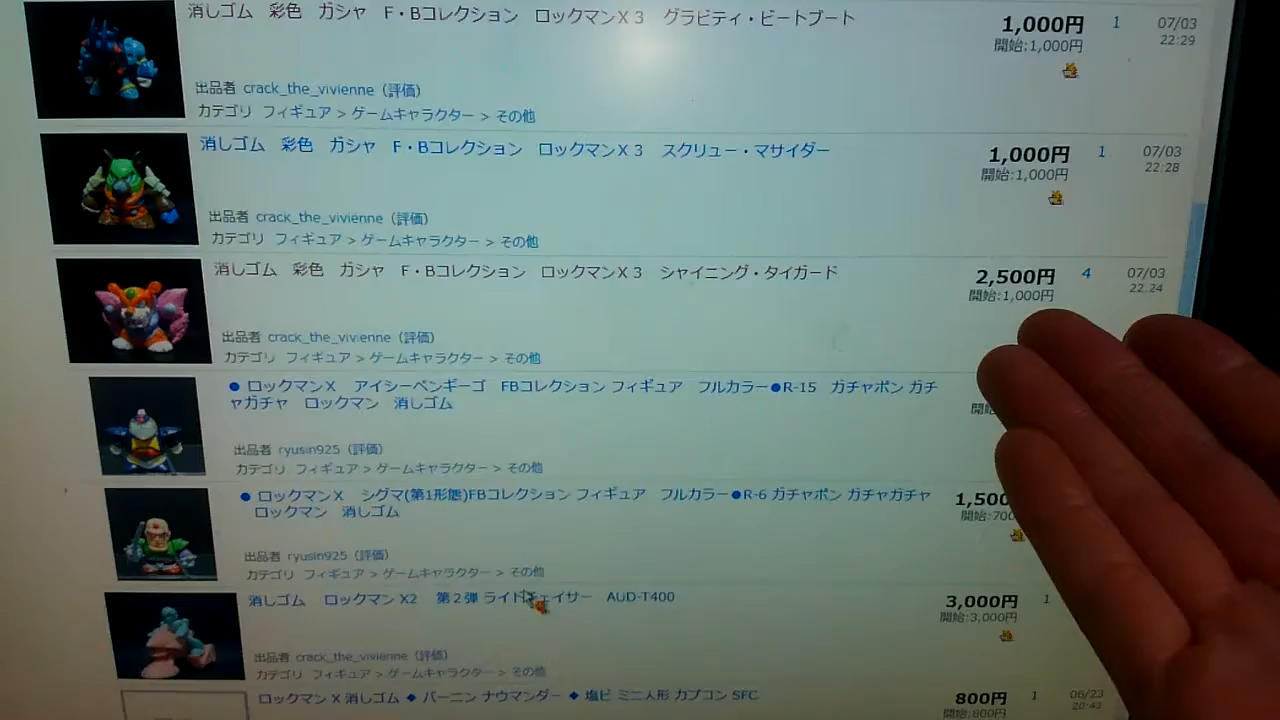 消しゴム 彩色 ガシャ F・Bコレクション ロックマンX3 グラビティ・ビートブート
1,000円 1 07/03
開始:1,000円 22:29
出品者 crack_the_vivienne (評価)
カテゴリ フィギュア > ゲームキャラクター > その他
消しゴム 彩色 ガシャ F・Bコレクション ロックマンX3 スクリュー・マサイダー
1,000円 1 07/03
開始:1,000円 22:28
出品者 crack_the_vivienne (評価)
カテゴリ フィギュア > ゲームキャラクター > その他
消しゴム 彩色 ガシャ F・Bコレクション ロックマンX3 シャイニング・タイガード
2,500円 4 07/03
開始:1,000円 22:24
出品者 crack_the_vivienne (評価)
カテゴリ フィギュア > ゲームキャラクター > その他
● ロックマンX アイシーペンギーゴ FBコレクション フィギュア フルカラー●R-15 ガチャポン ガチ
ャガチャ ロックマン 消しゴム
開始
出品者 ryusin925 (評価)
カテゴリ フィギュア > ゲームキャラクター > その他
● ロックマンX シグマ(第1形態)FBコレクション フィギュア フルカラー●R-6 ガチャポン ガチャガチャ
ロックマン 消しゴム
1,500
開始:700
出品者 ryusin925 (評価)
カテゴリ フィギュア > ゲームキャラクター > その他
消しゴム ロックマンX2 第2弾 ライドチェイサー AUD-T400
3,000円 1
開始:3,000円
出品者 crack_the_vivienne (評価)
カテゴリ フィギュア > ゲームキャラクター > その他
ロックマンX 消しゴム ◆ バーニン ナウマンダー ◆ 塩ビ ミニ人形 カプコン SFC
800円 1 06/23
開始:800円 20:43